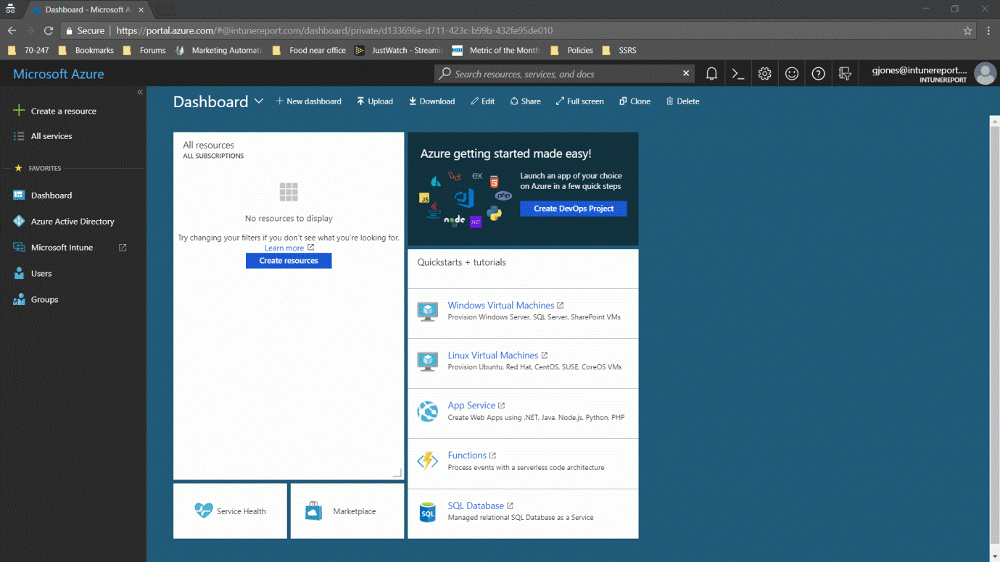 Dashboard - Microsoft A
Secure
https://portal.azure.com/#@intunereport.com/dashboard/private/d133696e-d711-423c-b99b-432fe95de010
70-247
Bookmarks
Forums
Marketing Automati
Food near office
JustWatch - Streamin
HDI
Metric of the Month
Policies
SSRS
Microsoft Azure
Search resources, services, and docs
gjones@intunereport....
INTUNEREPORT
Create a resource
All services
FAVORITES
Dashboard
Azure Active Directory
Microsoft Intune
Users
Groups
Dashboard
New dashboard
Upload
Download
Edit
Share
Full screen
Clone
Delete
All resources
ALL SUBSCRIPTIONS
No resources to display
Try changing your filters if you don't see what you're looking for.
Learn more
Create resources
Service Health
Marketplace
Azure getting started made easy!
ex
HTML
5
JS
php
node
.NET
Launch an app of your choice
on Azure in a few quick steps
Create DevOps Project
Quickstarts + tutorials
Windows Virtual Machines
Provision Windows Server, SQL Server, SharePoint VMs
Linux Virtual Machines
Provision Ubuntu, Red Hat, CentOS, SUSE, CoreOS VMs
App Service
Create Web Apps using .NET, Java, Node.js, Python, PHP
Functions
Process events with a serverless code architecture
SQL
SQL Database
Managed relational SQL Database as a Service